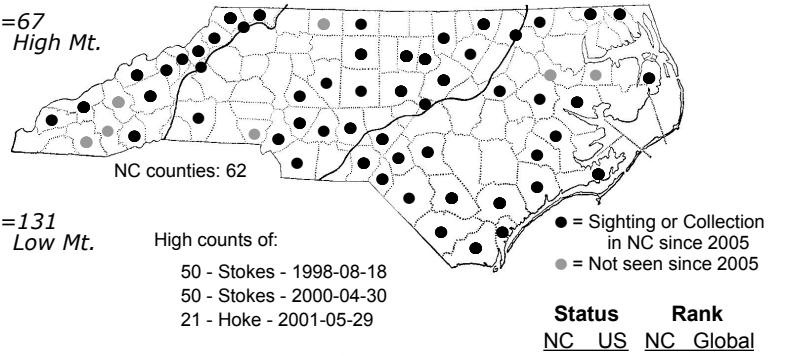 =67
High Mt.
NC counties: 62
=131
Low Mt.
High counts of:
50 - Stokes - 1998-08-18
50 - Stokes - 2000-04-30
21 - Hoke - 2001-05-29
= Sighting or Collection
in NC since 2005
= Not seen since 2005
Status Rank
NC US NC Global